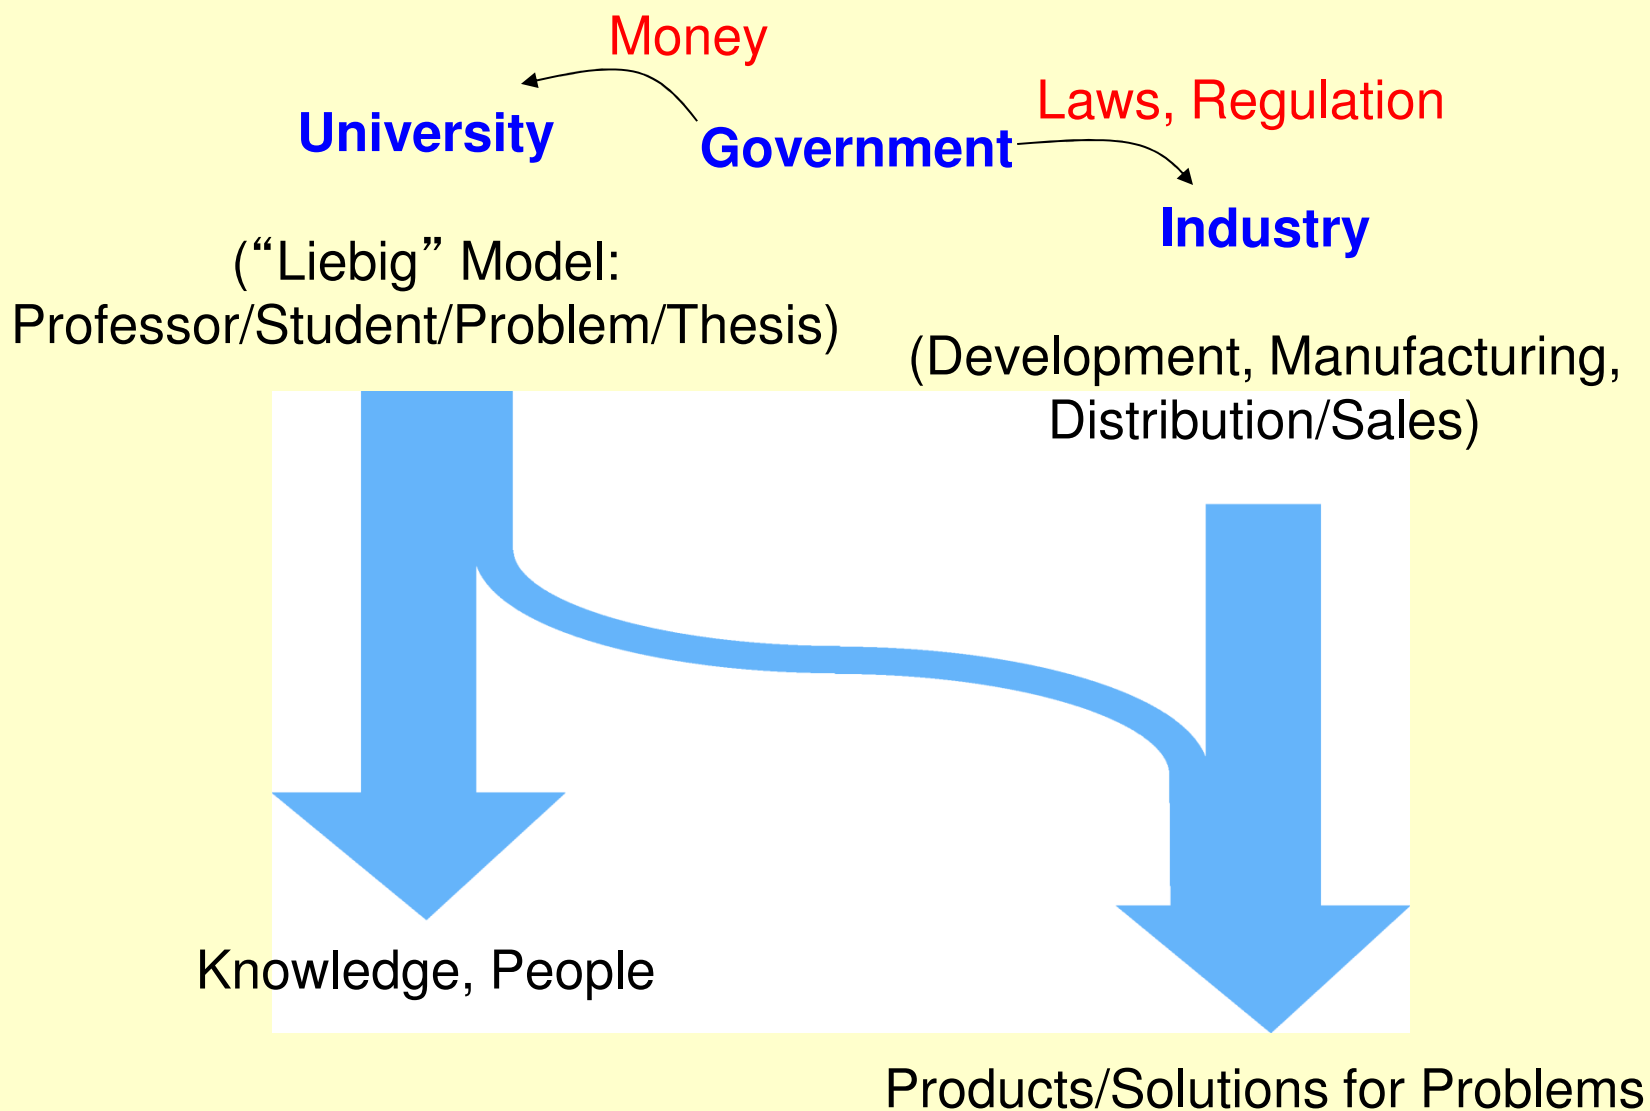 Money
Laws, Regulation
University
Government
Industry
(“Liebig” Model:
Professor/Student/Problem/Thesis)
(Development, Manufacturing,
Distribution/Sales)
Knowledge, People
Products/Solutions for Problems